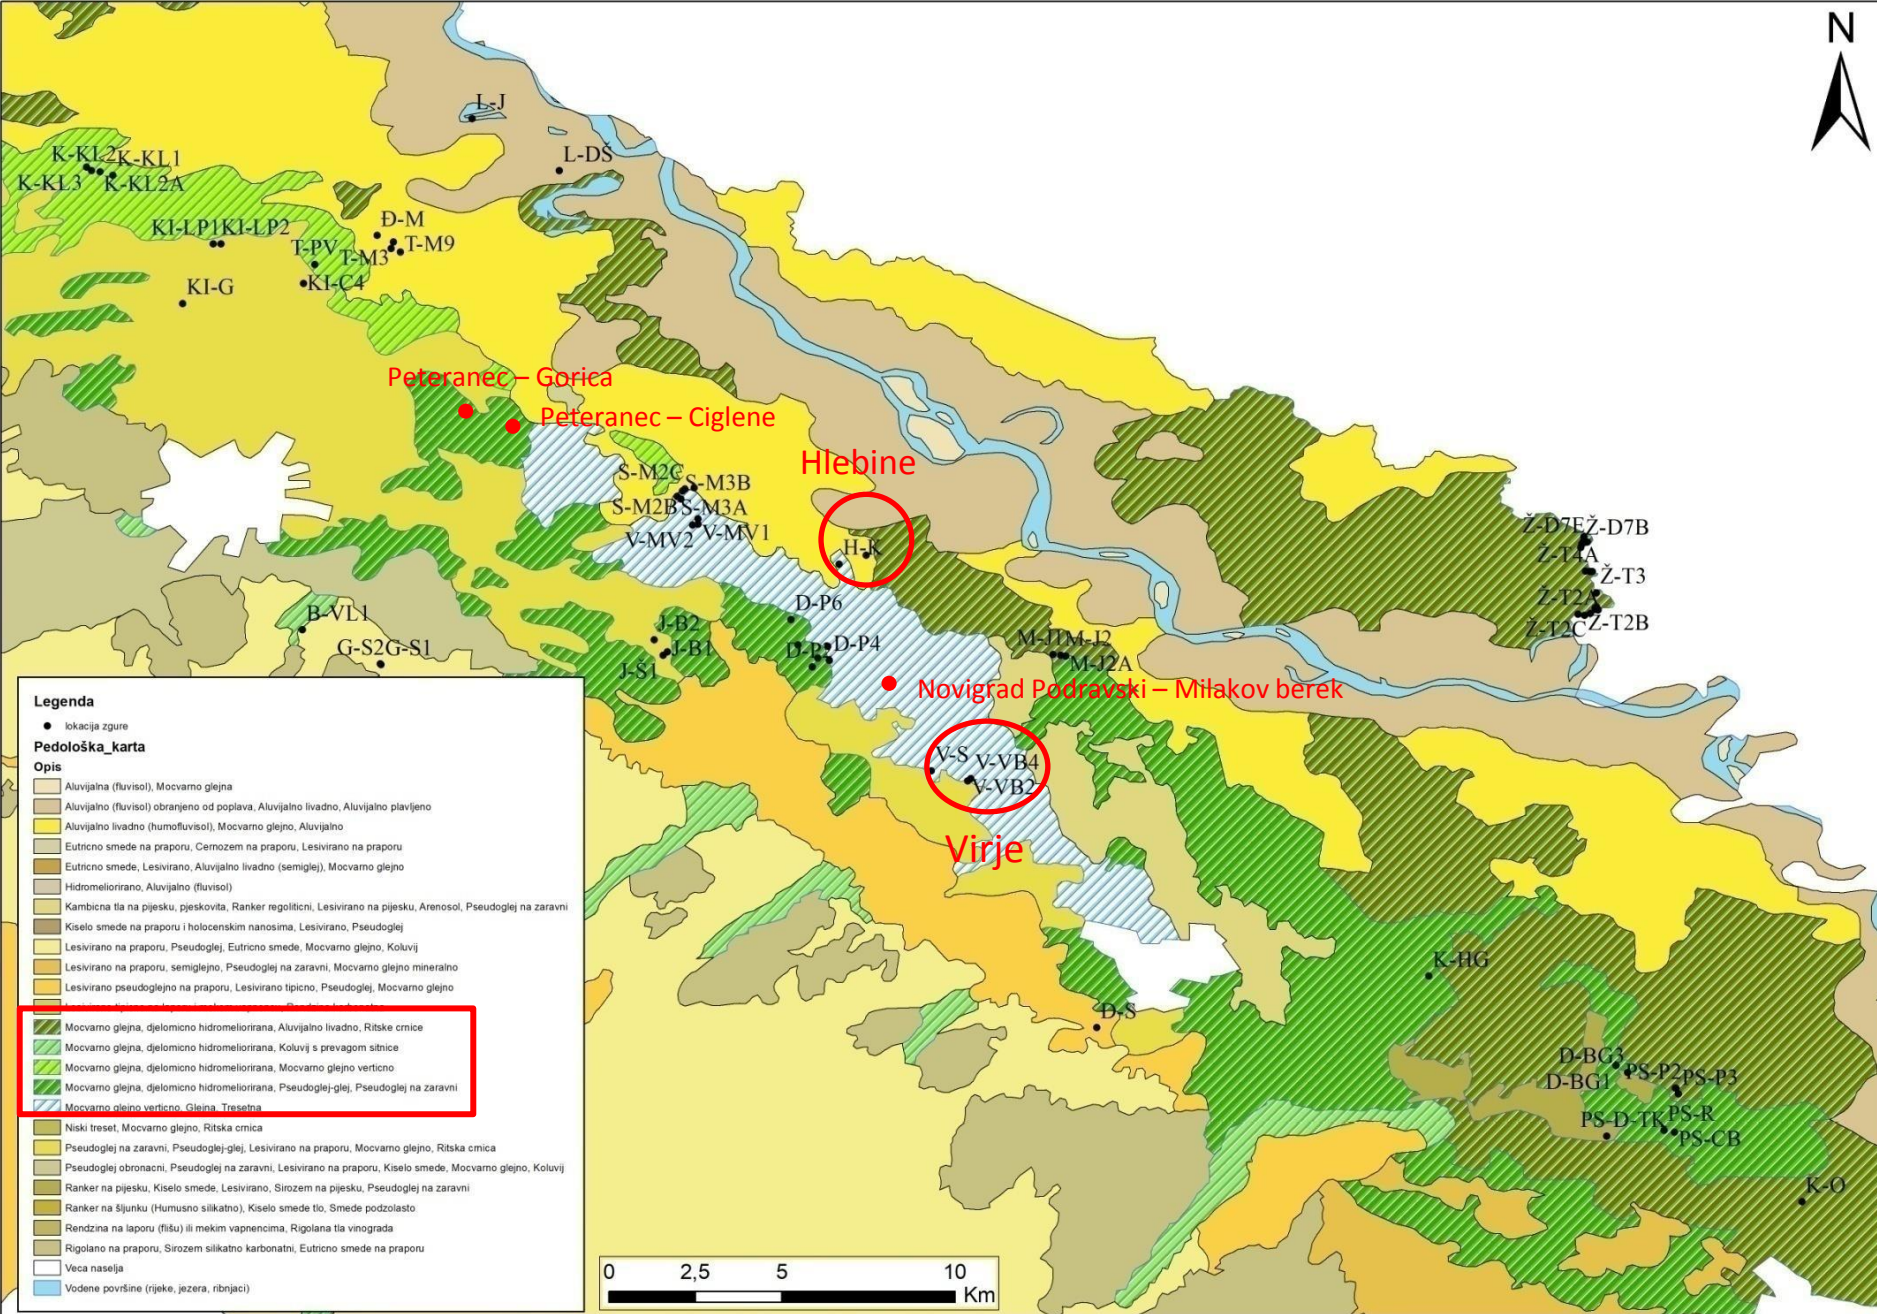 N
L-J
L-DŠ
K-KL2
K-KL1
K-KL3
K-KL2A
Đ-M
KI-LP1
KI-LP2
T-PV
T-M3
T-M9
KI-G
KI-C4
Peteranec – Gorica
Peteranec – Ciglene
Hlebine
S-M2C
S-M3B
S-M2B
S-M3A
V-MV2
V-MV1
H-K
Ž-D7E
Ž-D7B
Ž-T4A
Ž-T3
Ž-T2A
Ž-T2C
Ž-T2B
B-VL1
G-S2
G-S1
D-P6
J-B2
J-B1
J-Š1
D-P4
M-J1
M-J2
M-J2A
Novigrad Podravski – Milakov berek
V-S
V-VB4
V-VB2
Virje
K-HG
D-S
D-BG3
D-BG1
PS-P2
PS-P3
PS-D-TK
PS-R
PS-CB
K-O
Legenda
lokacija zgure
Pedološka_karta
Opis
Aluvijalna (fluvisol), Mocvarno glejna
Aluvijalno (fluvisol) obranjeno od poplava, Aluvijalno livadno, Aluvijalno plavljeno
Aluvijalno livadno (humofluvisol), Mocvarno glejno, Aluvijalno
Eutricno smede na praporu, Cernozem na praporu, Lesivirano na praporu
Eutricno smede, Lesivirano, Aluvijalno livadno (semiglej), Mocvarno glejno
Hidromeliorirano, Aluvijalno (fluvisol)
Kambicna tla na pijesku, pjeskovita, Ranker regoliticni, Lesivirano na pijesku, Arenosol, Pseudoglej na zaravni
Kiselo smede na praporu i holocenskim nanosima, Lesivirano, Pseudoglej
Lesivirano na praporu, Pseudoglej, Eutricno smede, Mocvarno glejno, Koluvij
Lesivirano na praporu, semiglejno, Pseudoglej na zaravni, Mocvarno glejno mineralno
Lesivirano pseudoglejno na praporu, Lesivirano tipicno, Pseudoglej, Mocvarno glejno
Mocvarno glejna, djelomicno hidromeliorirana, Aluvijalno livadno, Ritske crnice
Mocvarno glejna, djelomicno hidromeliorirana, Koluvij s prevagom sitnice
Mocvarno glejna, djelomicno hidromeliorirana, Mocvarno glejno verticno
Mocvarno glejna, djelomicno hidromeliorirana, Pseudoglej-glej, Pseudoglej na zaravni
Mocvarno glejno verticno, Glejna, Tresetna
Niski treset, Mocvarno glejno, Ritska crnica
Pseudoglej na zaravni, Pseudoglej-glej, Lesivirano na praporu, Mocvarno glejno, Ritska crnica
Pseudoglej obronacni, Pseudoglej na zaravni, Lesivirano na praporu, Kiselo smede, Mocvarno glejno, Koluvij
Ranker na pijesku, Kiselo smede, Lesivirano, Sirozem na pijesku, Pseudoglej na zaravni
Ranker na šljunku (Humusno silikatno), Kiselo smede tlo, Smede podzolasto
Rendzina na laporu (flišu) ili mekim vapnencima, Rigolana tla vinograda
Rigolano na praporu, Sirozem silikatno karbonatni, Eutricno smede na praporu
Veca naselja
Vodene površine (rijeke, jezera, ribnjaci)
0 2,5 5 10
Km